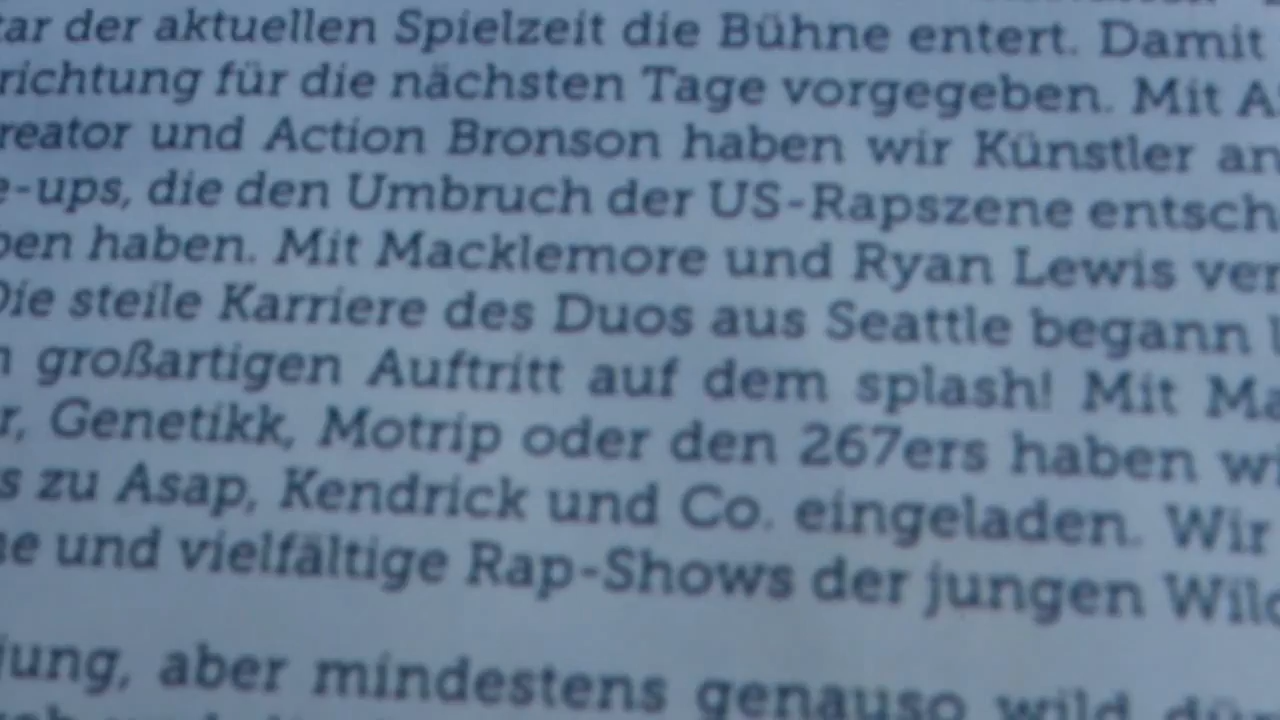 der aktuellen Spielzeit die Bühne entert. Damit
richtung für die nächsten Tage vorgegeben. Mit
reator und Action Bronson haben wir Künstler an
e-ups, die den Umbruch der US-Rapszene entsch
ben haben. Mit Macklemore und Ryan Lewis ver
Die steile Karriere des Duos aus Seattle begann
n großartigen Auftritt auf dem splash! Mit Ma
r, Genetikk, Motrip oder den 267ers haben wi
s zu Asap, Kendrick und Co. eingeladen. Wir
ne und vielfältige Rap-Shows der jungen Wild
jung, aber mindestens genauso wild